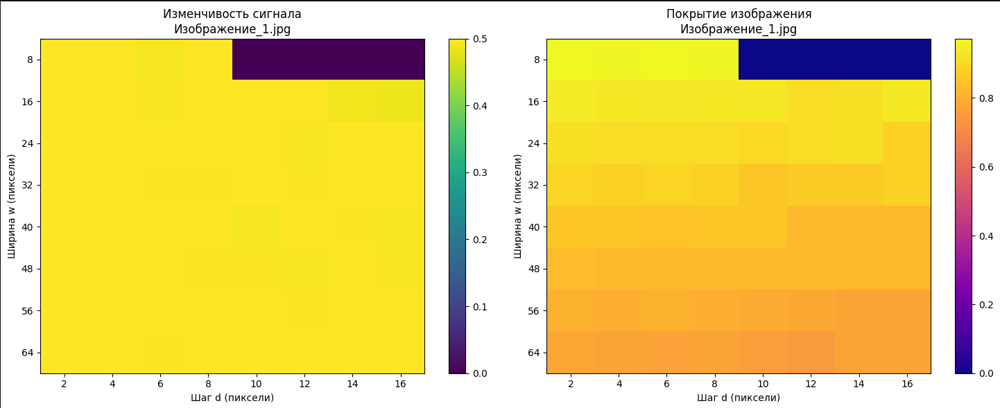 Изменчивость сигнала
Изображение_1.jpg
Ширина w (пиксели)
8
16
24
32
40
48
56
64
2 4 6 8 10 12 14 16
Шаг d (пиксели)
0.5
0.4
0.3
0.2
0.1
0.0
Покрытие изображения
Изображение_1.jpg
Ширина w (пиксели)
8
16
24
32
40
48
56
64
2 4 6 8 10 12 14 16
Шаг d (пиксели)
0.8
0.6
0.4
0.2
0.0